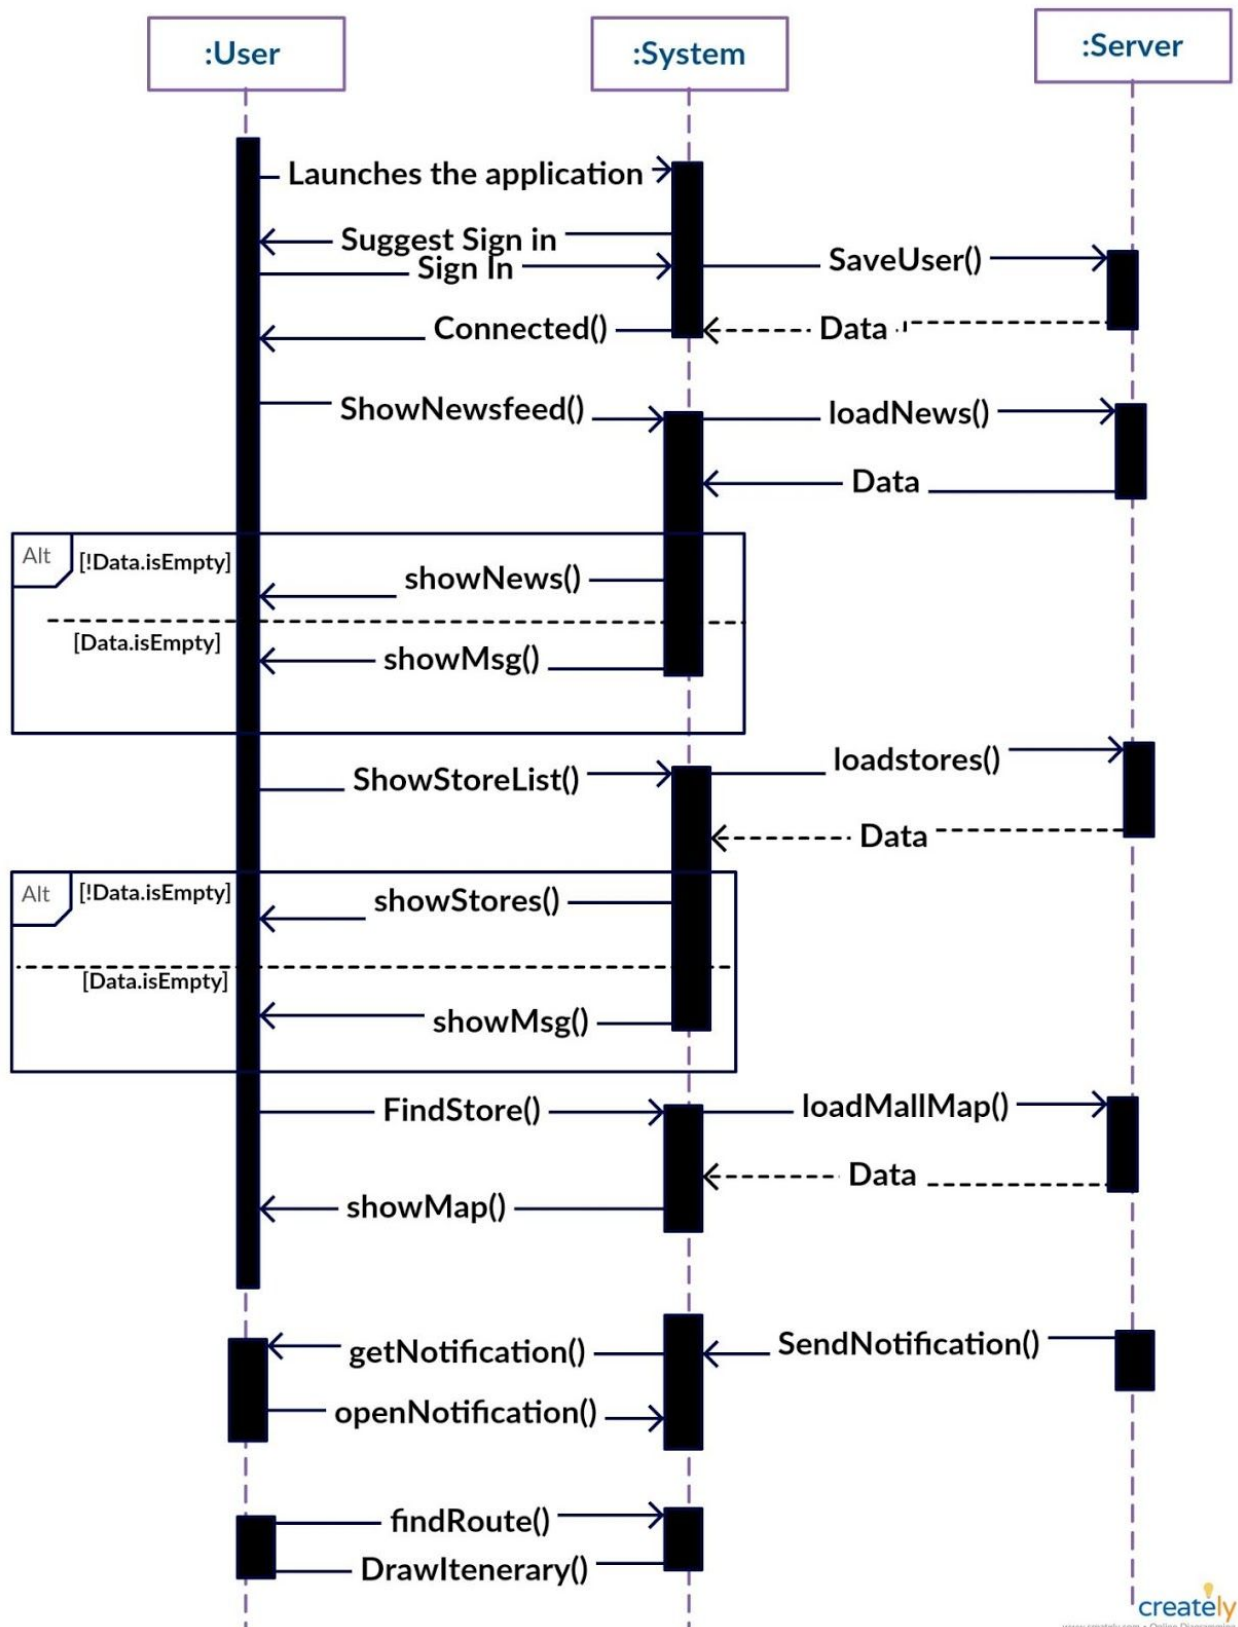 :User
:System
:Server
Launches the application
Suggest Sign in
Sign In
SaveUser()
Connected()
Data
ShowNewsfeed()
loadNews()
Data
Alt
[!Data.isEmpty]
showNews()
[Data.isEmpty]
showMsg()
ShowStoreList()
loadstores()
Data
Alt
[!Data.isEmpty]
showStores()
[Data.isEmpty]
showMsg()
FindStore()
loadMallMap()
Data
showMap()
getNotification()
SendNotification()
openNotification()
findRoute()
DrawItenerary()
creately